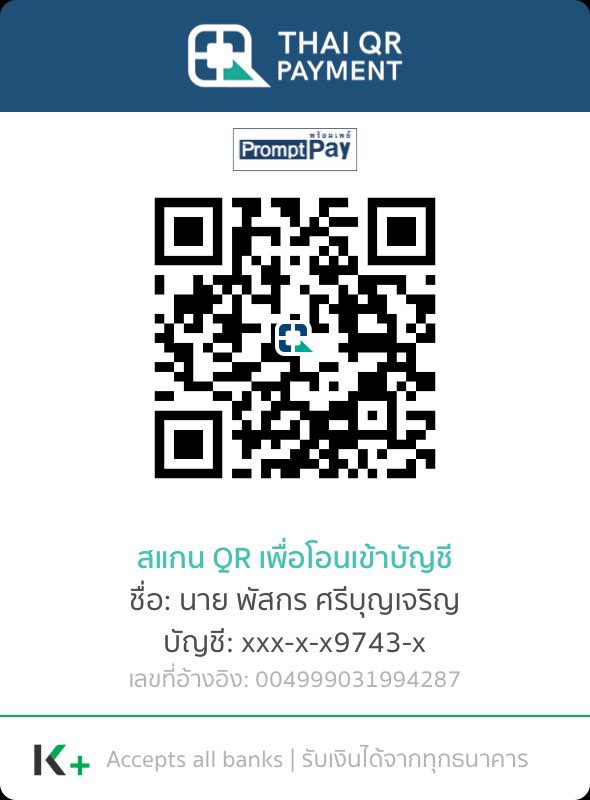 THAI QR
PAYMENT
พร้อมเพย์
PromptPay
สแกน QR เพื่อโอนเข้าบัญชี
ชื่อ: นาย พัสกร ศรีบุญเจริญ
บัญชี: xxx-x-x9743-x
เลขที่อ้างอิง: 004999031994287
K+ Accepts all banks | รับเงินได้จากทุกธนาคาร